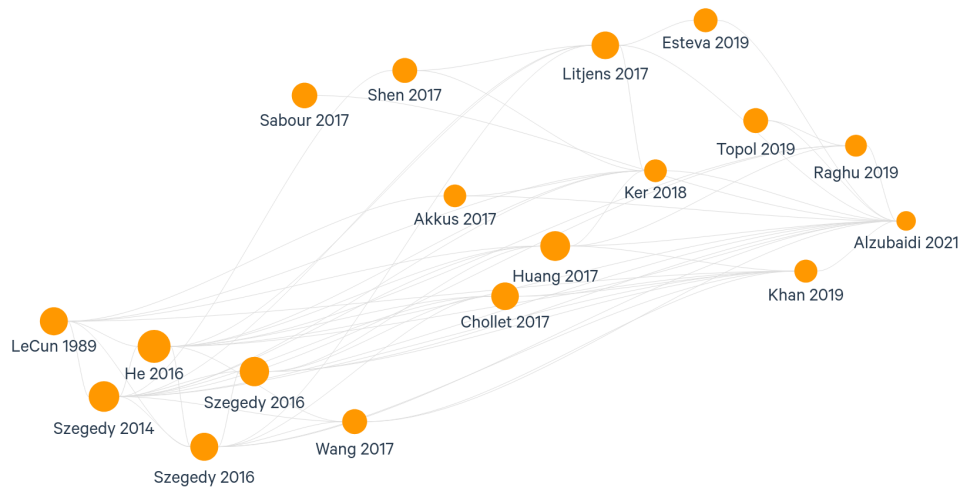 Esteva 2019
Litjens 2017
Shen 2017
Sabour 2017
Topol 2019
Raghu 2019
Ker 2018
Akkus 2017
Alzubaidi 2021
Huang 2017
Khan 2019
Chollet 2017
LeCun 1989
He 2016
Szegedy 2016
Szegedy 2014
Wang 2017
Szegedy 2016